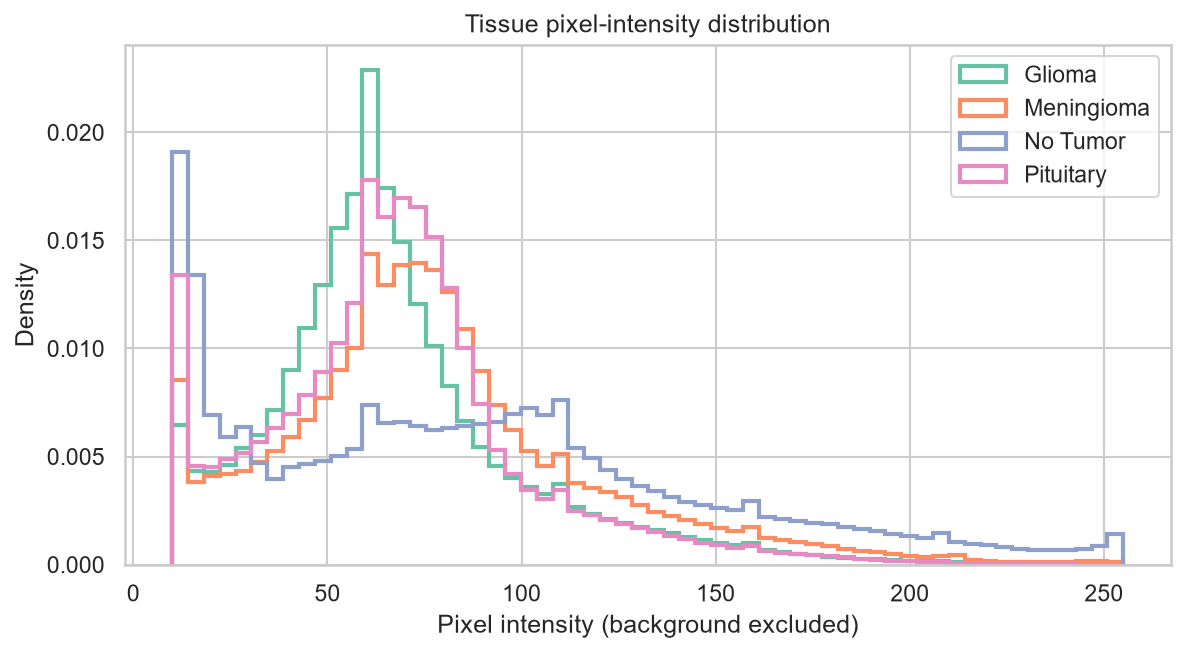 Tissue pixel-intensity distribution
Glioma
Meningioma
No Tumor
Pituitary
Density
0.020
0.015
0.010
0.005
0.000
0 50 100 150 200 250
Pixel intensity (background excluded)